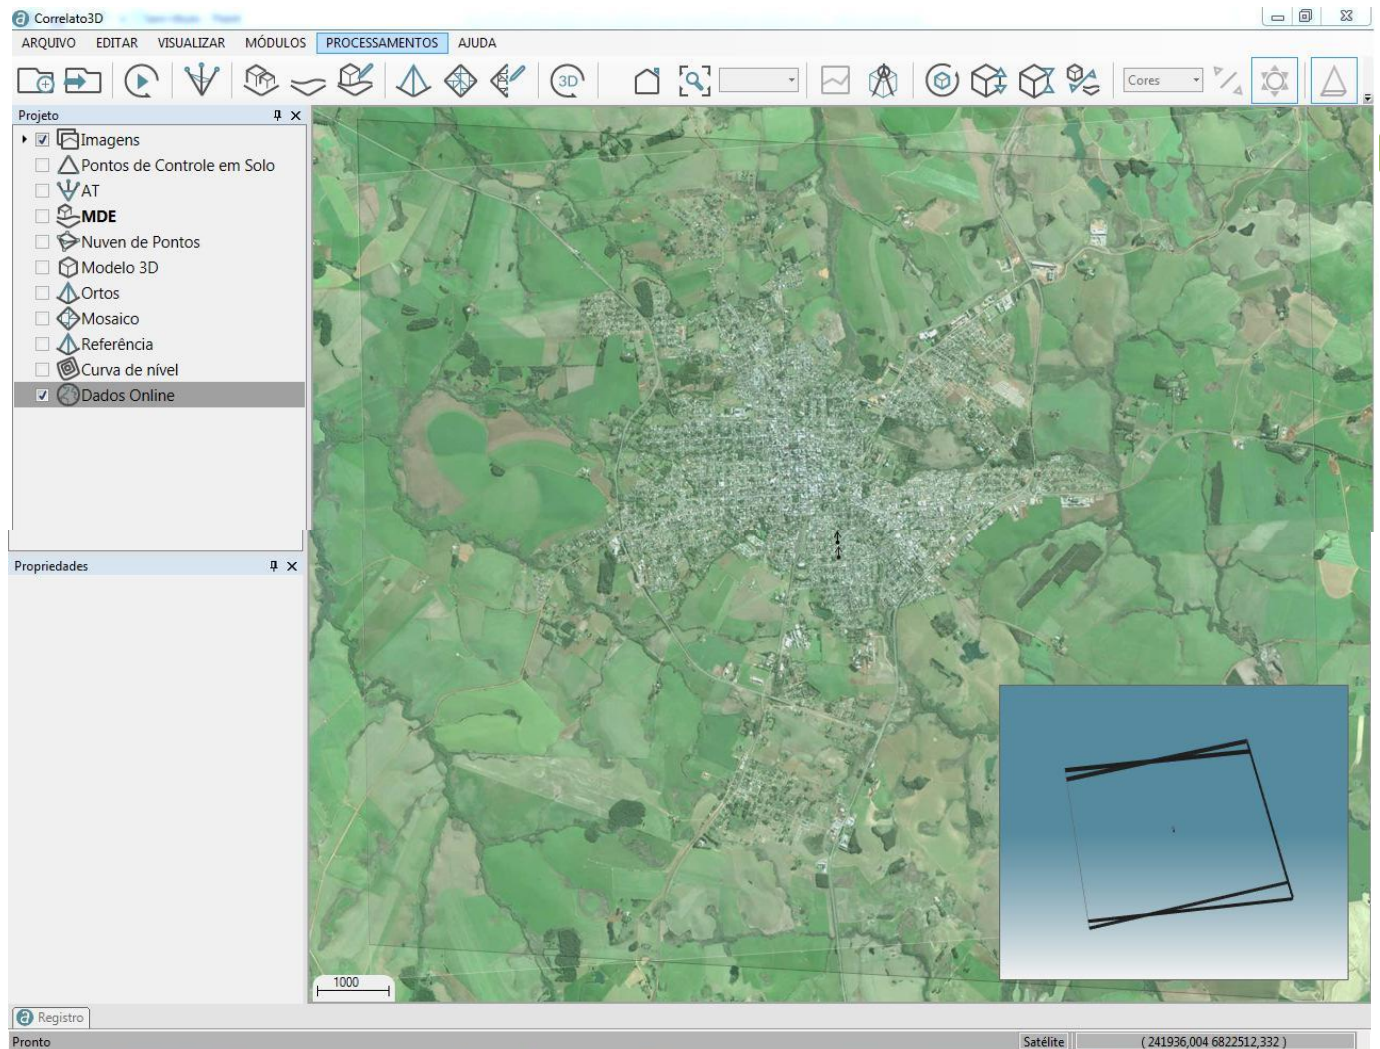 Correlato3D
ARQUIVO EDITAR VISUALIZAR MÓDULOS PROCESSAMENTOS AJUDA
3D
Cores
Projeto
Imagens
Pontos de Controle em Solo
AT
MDE
Nuven de Pontos
Modelo 3D
Ortos
Mosaico
Referência
Curva de nível
Dados Online
Propriedades
1000
Registro
Pronto
Satélite
( 241936,004 6822512,332 )